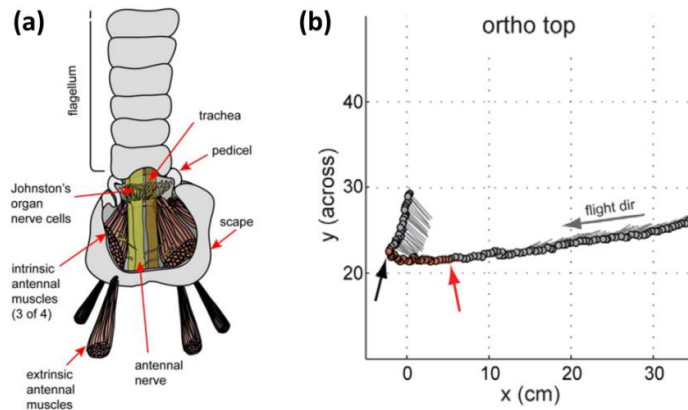 (a)
flagellum
trachea
pedicel
Johnston's
organ
nerve cells
scape
intrinsic
antennal
muscles
(3 of 4)
antennal
nerve
extrinsic
antennal
muscles
(b)
ortho top
y (across)
40
30
20
10
flight dir
0 10 20 30
x (cm)